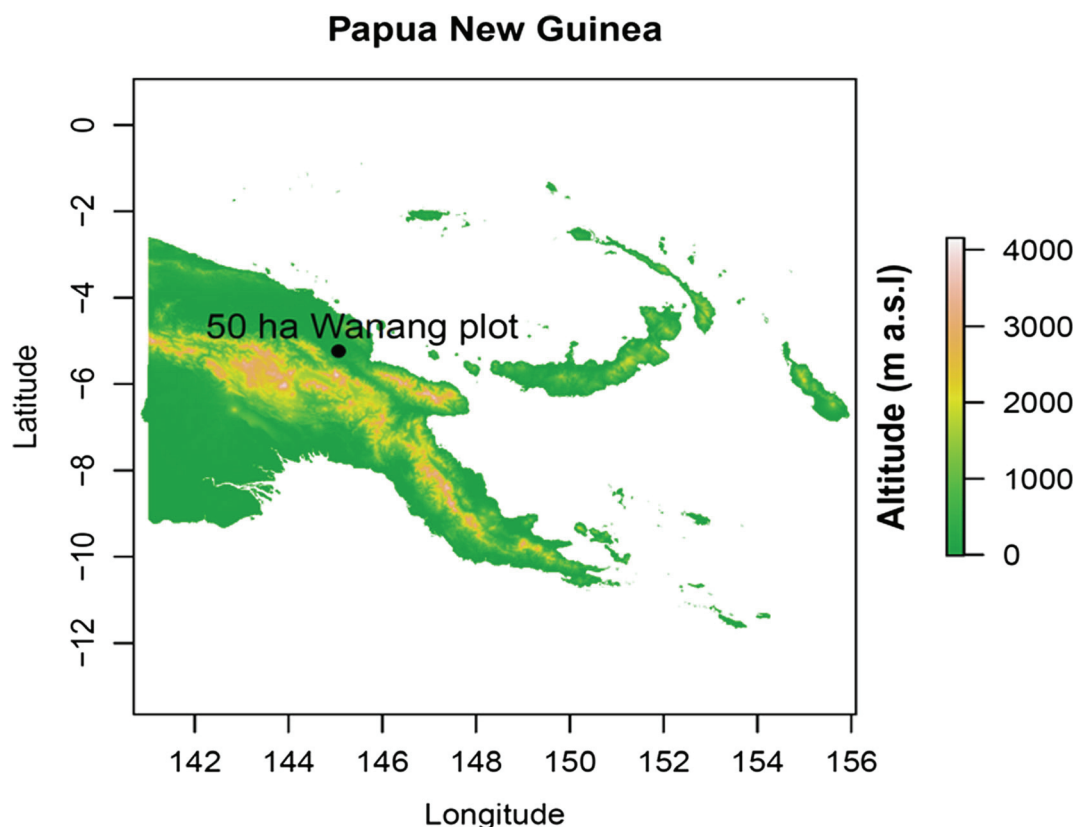 Papua New Guinea
0
−2
−4
−6
−8
−10
−12
Latitude
50 ha Wanang plot
142 144 146 148 150 152 154 156
Longitude
4000
3000
2000
1000
0
Altitude (m a.s.l)